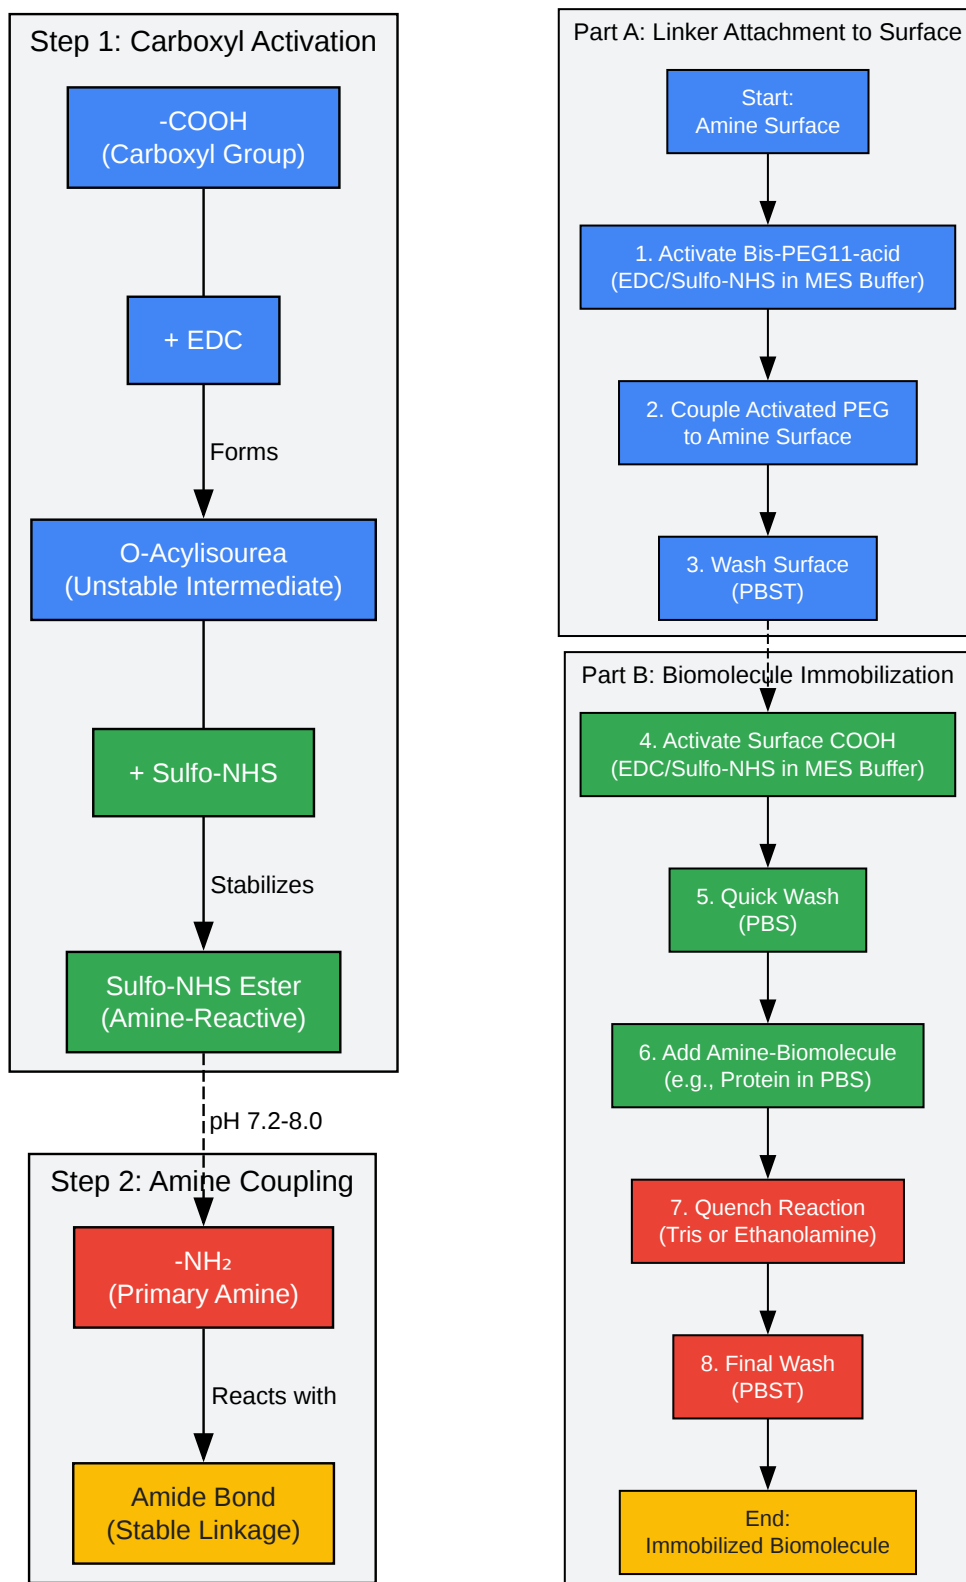 Step 1: Carboxyl Activation
-COOH
(Carboxyl Group)
+ EDC
Forms
O-Acylisourea
(Unstable Intermediate)
+ Sulfo-NHS
Stabilizes
Sulfo-NHS Ester
(Amine-Reactive)
pH 7.2-8.0
Step 2: Amine Coupling
-NH₂
(Primary Amine)
Reacts with
Amide Bond
(Stable Linkage)
Part A: Linker Attachment to Surface
Start:
Amine Surface
1. Activate Bis-PEG11-acid
(EDC/Sulfo-NHS in MES Buffer)
2. Couple Activated PEG
to Amine Surface
3. Wash Surface
(PBST)
Part B: Biomolecule Immobilization
4. Activate Surface COOH
(EDC/Sulfo-NHS in MES Buffer)
5. Quick Wash
(PBS)
6. Add Amine-Biomolecule
(e.g., Protein in PBS)
7. Quench Reaction
(Tris or Ethanolamine)
8. Final Wash
(PBST)
End:
Immobilized Biomolecule